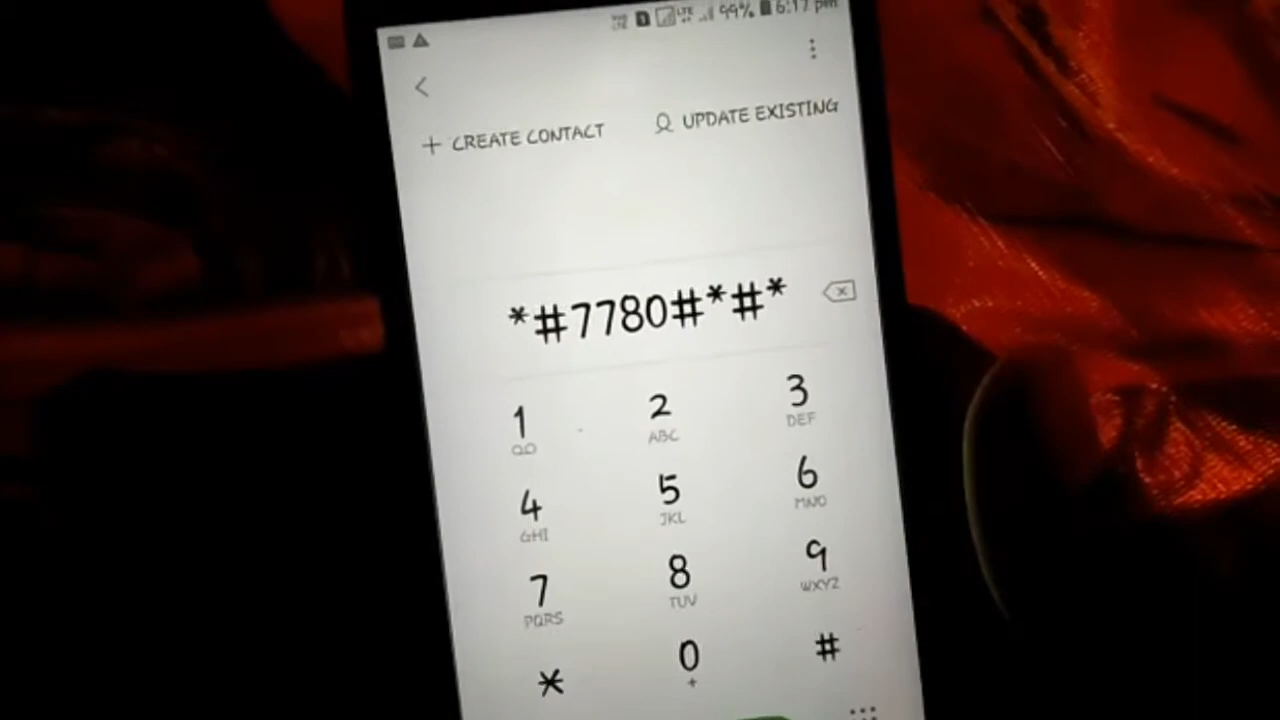 LTE 99% 6:17 pm
+ CREATE CONTACT
UPDATE EXISTING
*#7780#*#*
1 2 3
ABC DEF
4 5 6
GHI JKL MNO
7 8 9
PQRS TUV WXYZ
* 0 #
+